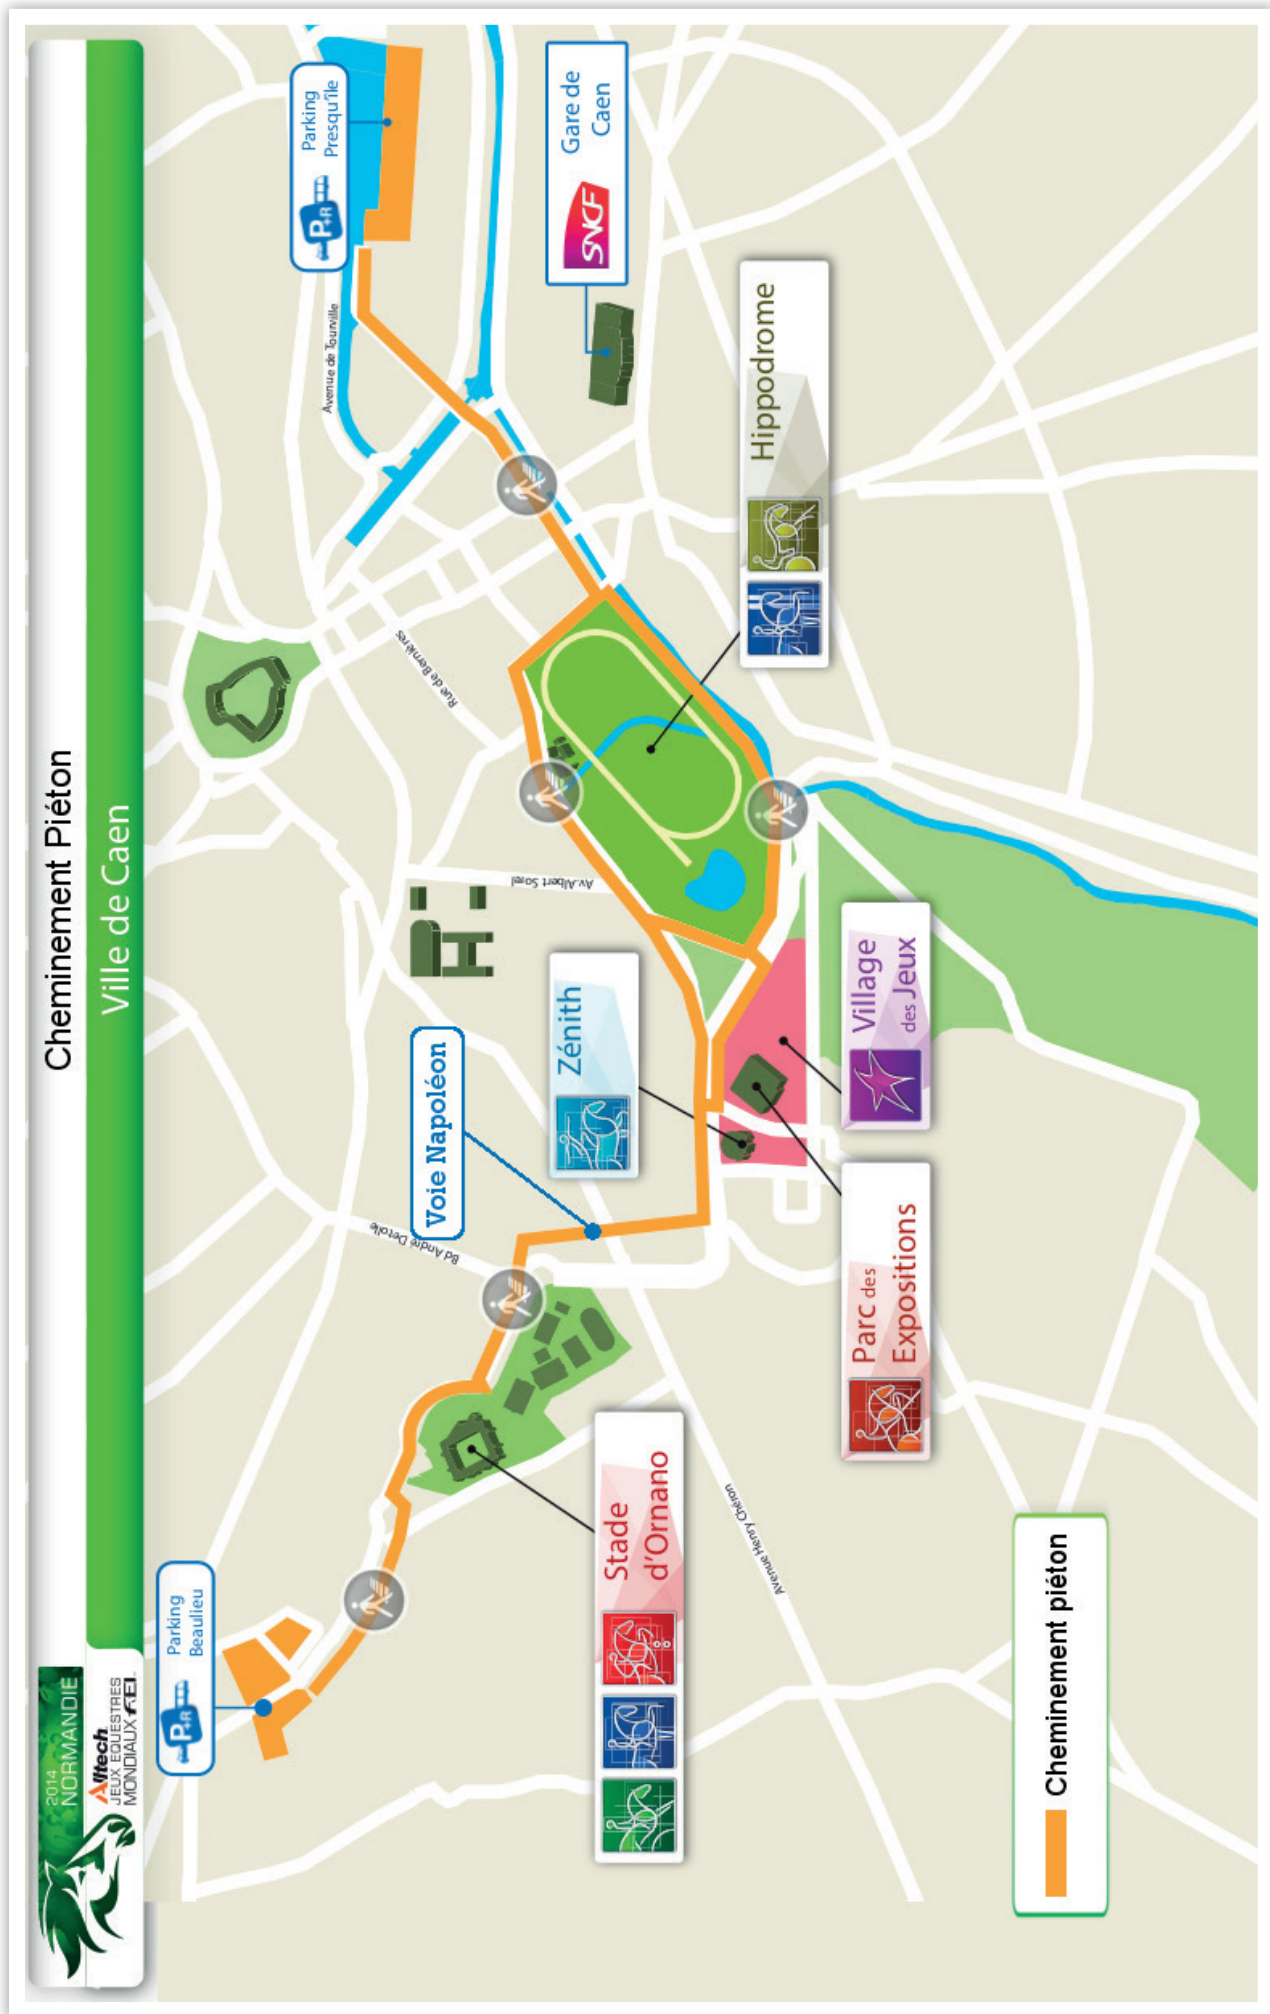 Cheminement Piéton
Ville de Caen
2014
NORMANDIE
Alltech
JEUX EQUESTRES
MONDIAUX FEI
P+R
Parking
Beaulieu
P+R
Parking
Presqu'île
Avenue de Tourville
SNCF
Gare de
Caen
Rue de Bernières
Hippodrome
Av. Albert Sorel
Voie Napoléon
Bd André Detolle
Zénith
Village
des Jeux
Parc des
Expositions
Stade
d'Ornano
Avenue Henry Chéron
Cheminement piéton